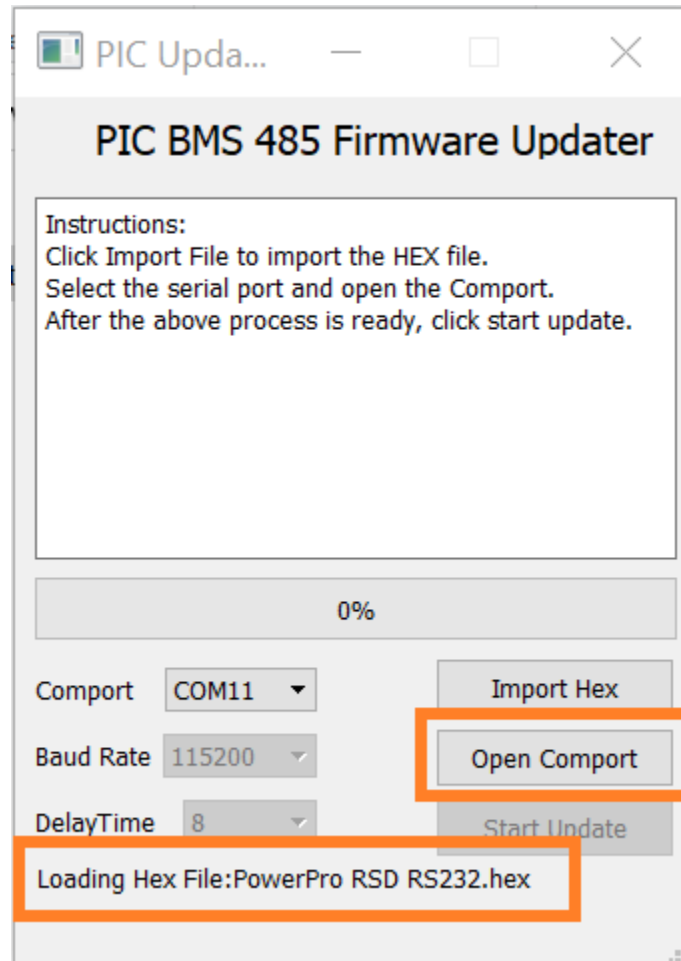 PIC Upda...
PIC BMS 485 Firmware Updater
Instructions:
Click Import File to import the HEX file.
Select the serial port and open the Comport.
After the above process is ready, click start update.
0%
Comport COM11 Import Hex
Baud Rate 115200 Open Comport
DelayTime 8 Start Update
Loading Hex File:PowerPro RSD RS232.hex